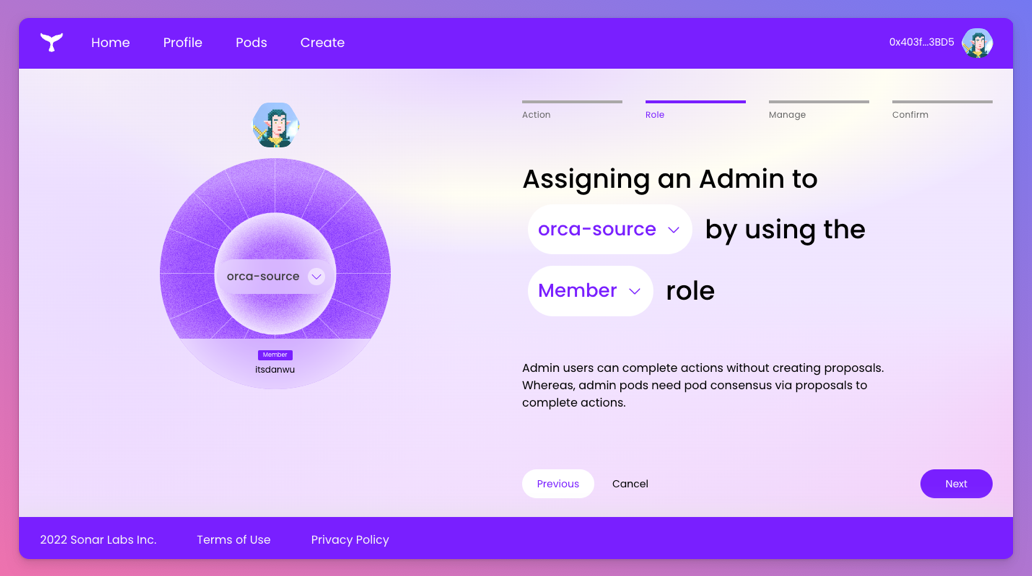 Home Profile Pods Create 0x403f...3BD5
Action Role Manage Confirm
Assigning an Admin to
orca-source by using the
Member role
orca-source
Member
itsdanwu
Admin users can complete actions without creating proposals.
Whereas, admin pods need pod consensus via proposals to
complete actions.
Previous Cancel Next
2022 Sonar Labs Inc. Terms of Use Privacy Policy